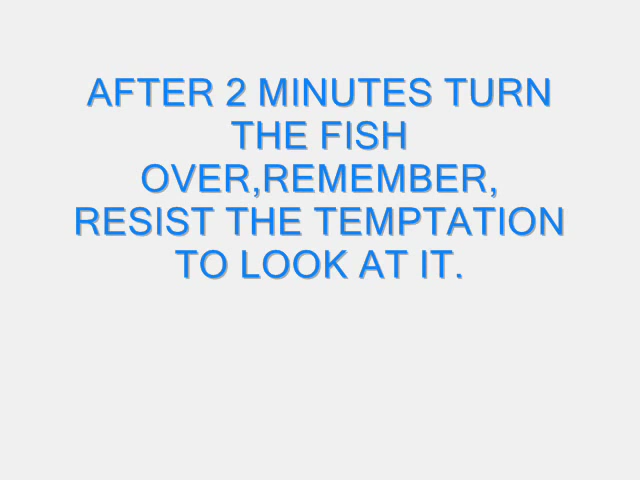 AFTER 2 MINUTES TURN
THE FISH
OVER,REMEMBER,
RESIST THE TEMPTATION
TO LOOK AT IT.